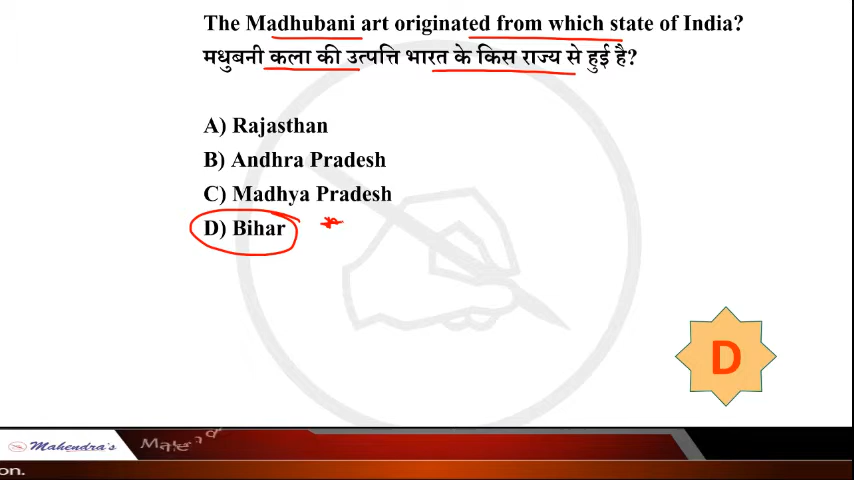 The Madhubani art originated from which state of India?
मधुबनी कला की उत्पत्ति भारत के किस राज्य से हुई है?
A) Rajasthan
B) Andhra Pradesh
C) Madhya Pradesh
D) Bihar
D
Mahendra's
on.